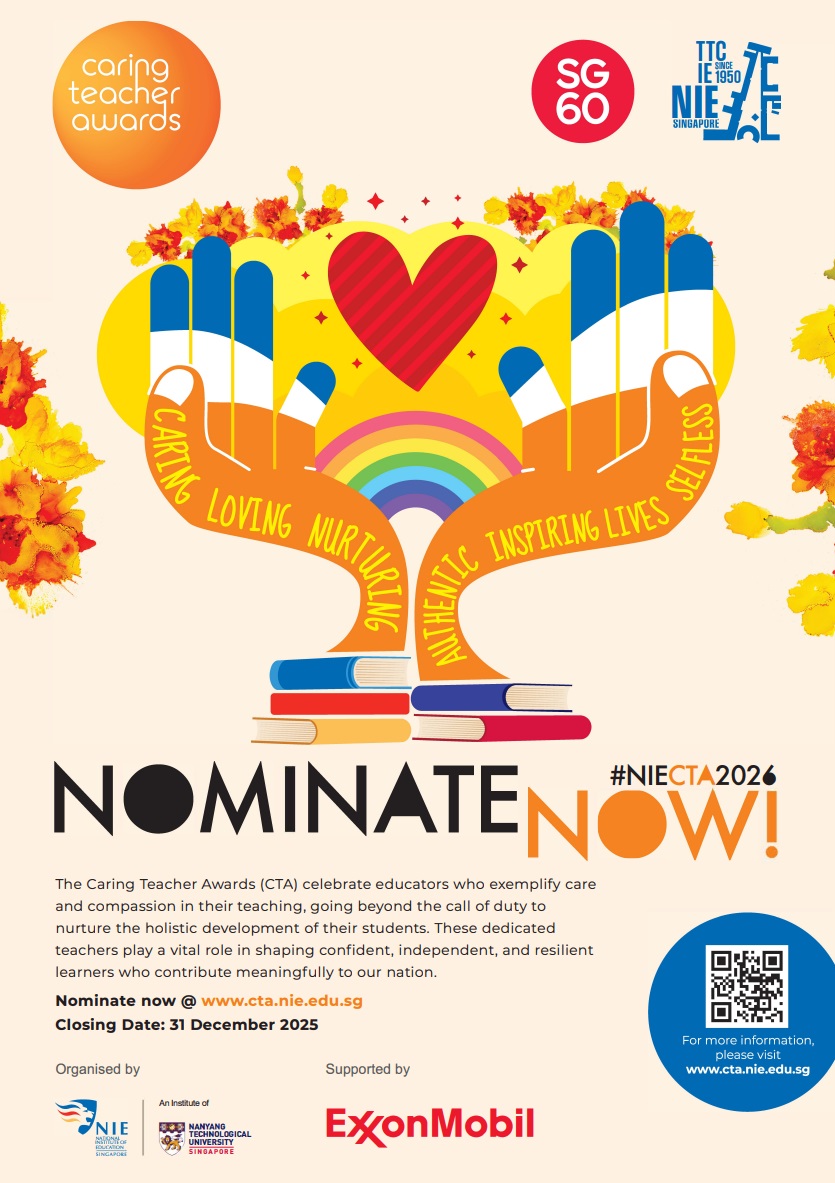 caring
teacher
awards
SG
60
TTC
IE SINCE 1950
NIE
SINGAPORE
CARING LOVING NURTURING
AUTHENTIC INSPIRING LIVES SELFLESS
#NIECTA2026
NOMINATE NOW!
The Caring Teacher Awards (CTA) celebrate educators who exemplify care
and compassion in their teaching, going beyond the call of duty to
nurture the holistic development of their students. These dedicated
teachers play a vital role in shaping confident, independent, and resilient
learners who contribute meaningfully to our nation.
Nominate now @ www.cta.nie.edu.sg
Closing Date: 31 December 2025
For more information,
please visit
www.cta.nie.edu.sg
Organised by
Supported by
NIE
NATIONAL
INSTITUTE OF
EDUCATION
SINGAPORE
An Institute of
NANYANG
TECHNOLOGICAL
UNIVERSITY
SINGAPORE
ExxonMobil